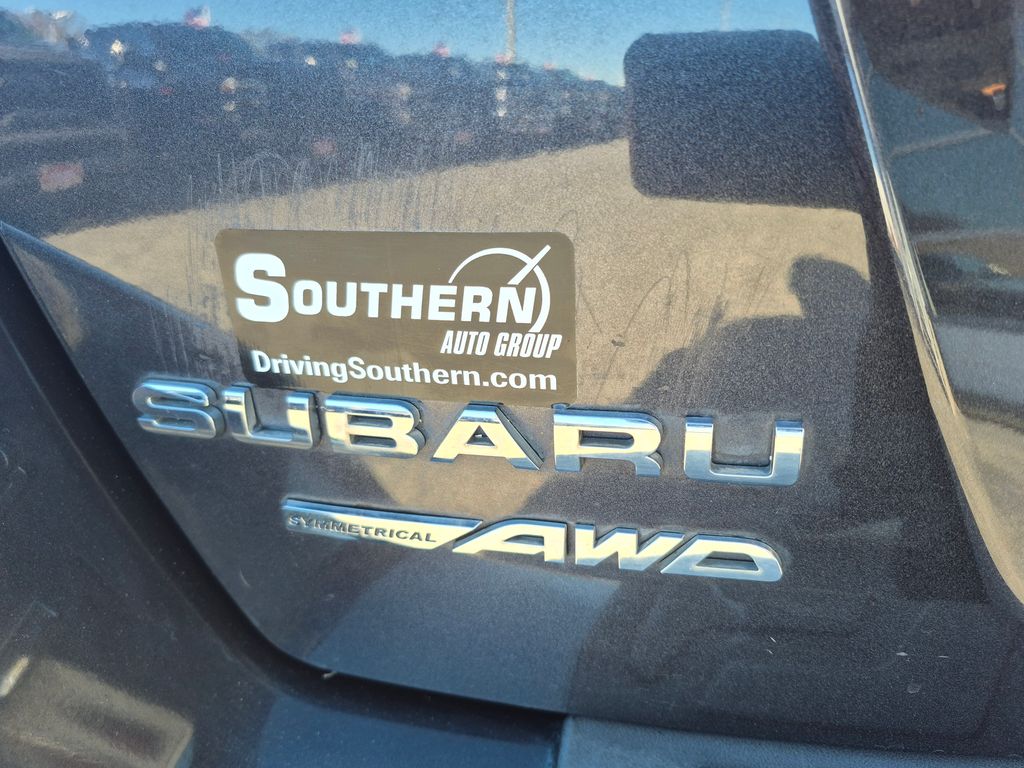 SOUTHERN
AUTO GROUP
DrivingSouthern.com
SUBARU
SYMMETRICAL AWD